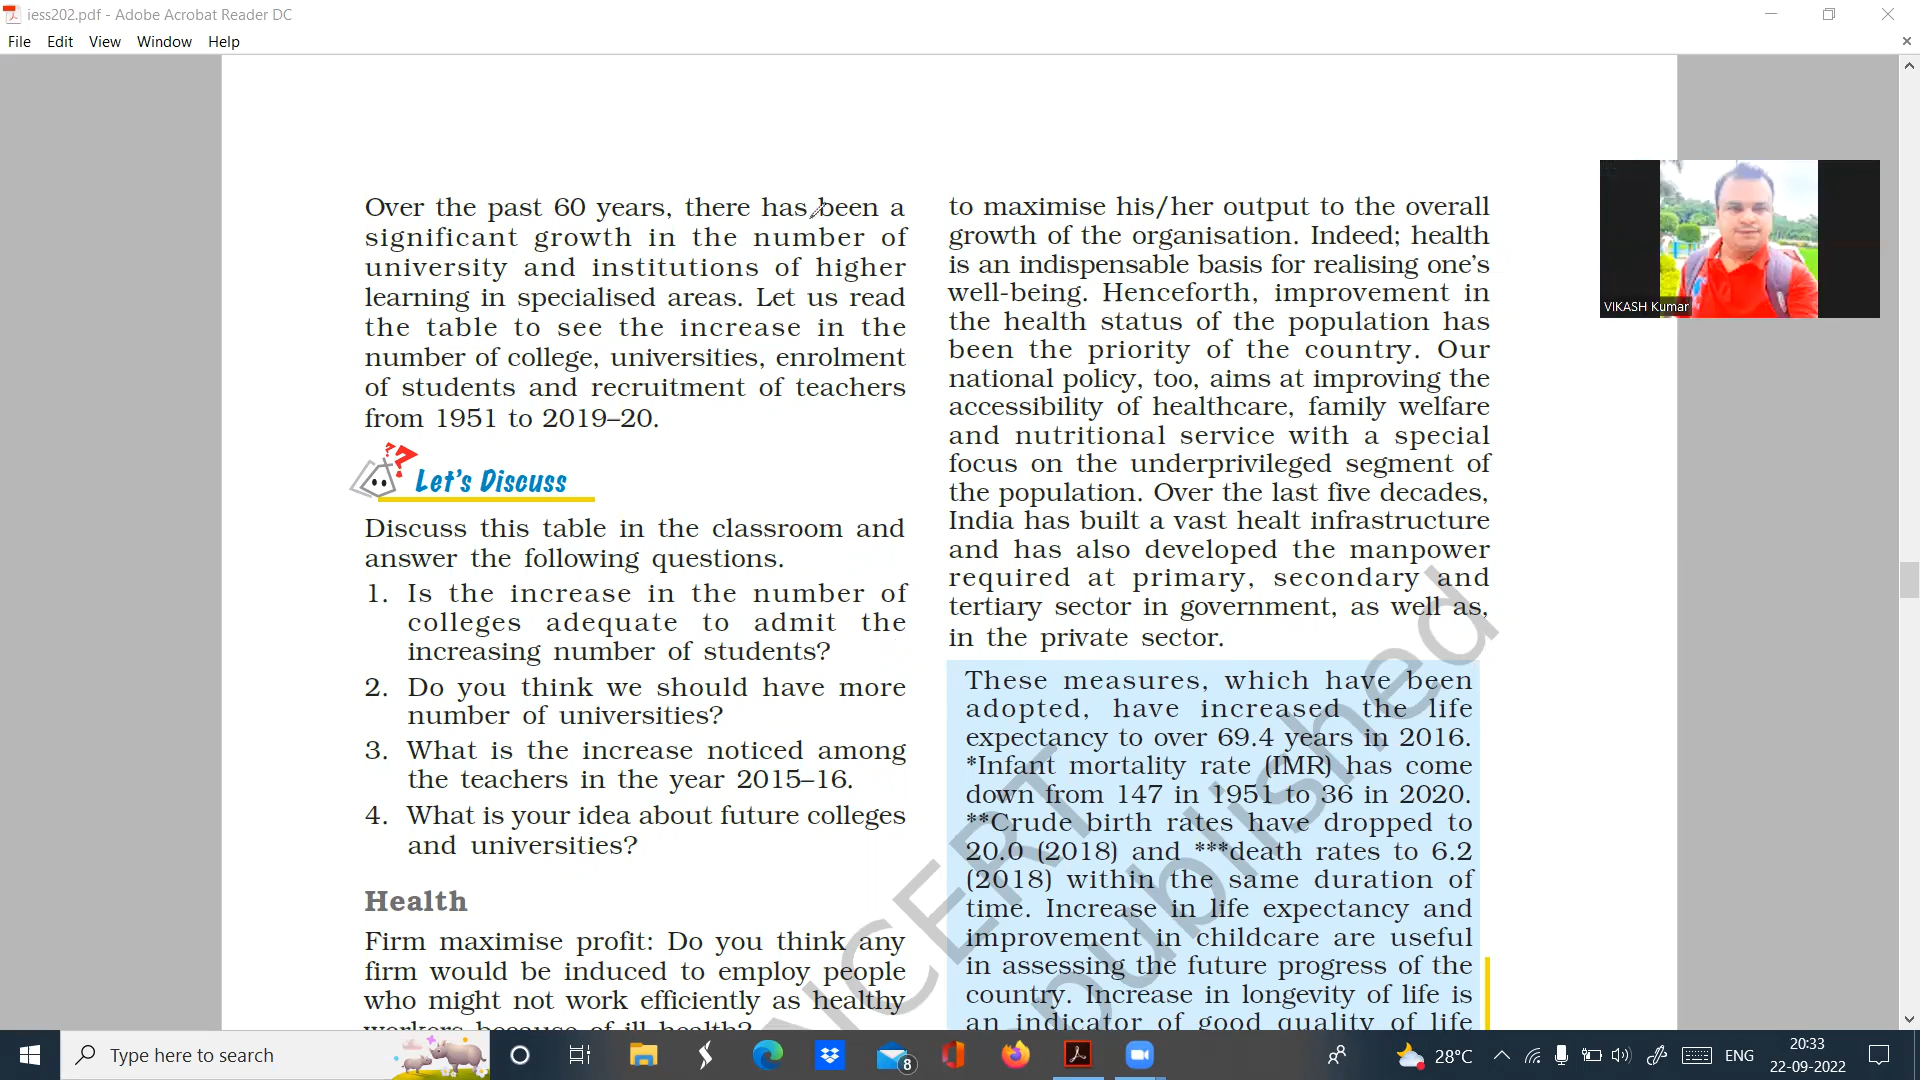 iess202.pdf - Adobe Acrobat Reader DC
File Edit View Window Help
Over the past 60 years, there has been a
significant growth in the number of
university and institutions of higher
learning in specialised areas. Let us read
the table to see the increase in the
number of college, universities, enrolment
of students and recruitment of teachers
from 1951 to 2019–20.
Let's Discuss
Discuss this table in the classroom and
answer the following questions.
1. Is the increase in the number of
colleges adequate to admit the
increasing number of students?
2. Do you think we should have more
number of universities?
3. What is the increase noticed among
the teachers in the year 2015–16.
4. What is your idea about future colleges
and universities?
Health
Firm maximise profit: Do you think any
firm would be induced to employ people
who might not work efficiently as healthy
workers because of ill health?
to maximise his/her output to the overall
growth of the organisation. Indeed; health
is an indispensable basis for realising one's
well-being. Henceforth, improvement in
the health status of the population has
been the priority of the country. Our
national policy, too, aims at improving the
accessibility of healthcare, family welfare
and nutritional service with a special
focus on the underprivileged segment of
the population. Over the last five decades,
India has built a vast healt infrastructure
and has also developed the manpower
required at primary, secondary and
tertiary sector in government, as well as,
in the private sector.
These measures, which have been
adopted, have increased the life
expectancy to over 69.4 years in 2016.
*Infant mortality rate (IMR) has come
down from 147 in 1951 to 36 in 2020.
**Crude birth rates have dropped to
20.0 (2018) and ***death rates to 6.2
(2018) within the same duration of
time. Increase in life expectancy and
improvement in childcare are useful
in assessing the future progress of the
country. Increase in longevity of life is
an indicator of good quality of life
NCERT
published
VIKASH Kumar
Type here to search
8
28°C
ENG
20:33
22-09-2022